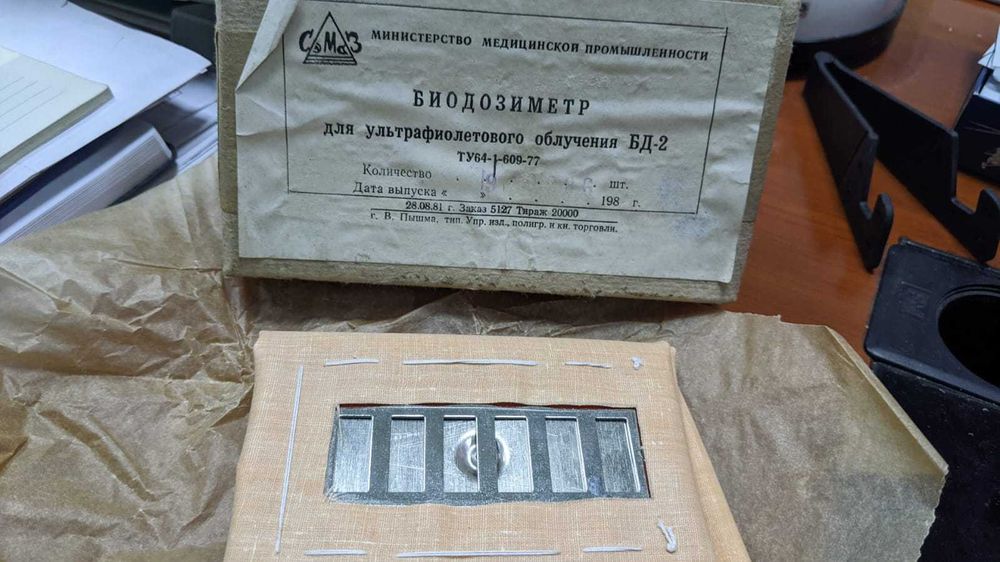 СЭМЗ
МИНИСТЕРСТВО МЕДИЦИНСКОЙ ПРОМЫШЛЕННОСТИ
БИОДОЗИМЕТР
для ультрафиолетового облучения БД-2
ТУ64-1-609-77
Количество . . . . шт.
Дата выпуска « » . . . . 198 г.
28.08.81 г. Заказ 5127 Тираж 20000
г. В. Пышма, тип. Упр. изд., полигр. и кн. торговли.